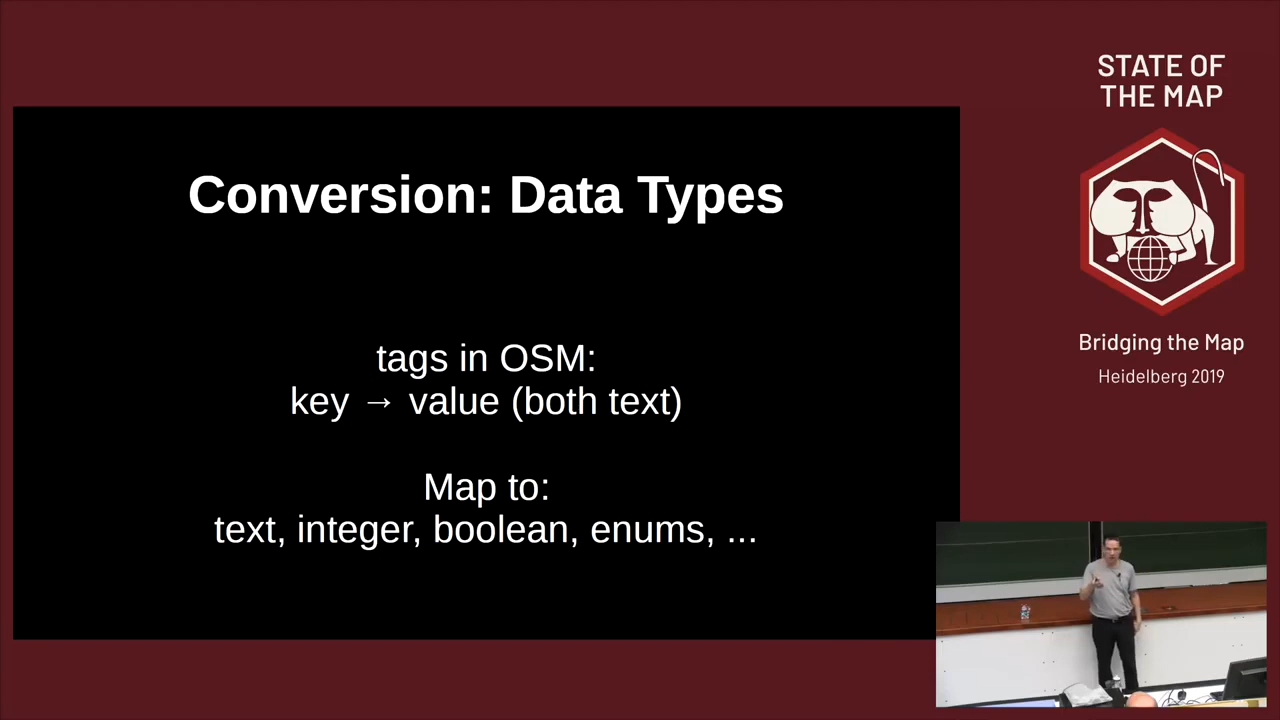 STATE OF
THE MAP
Conversion: Data Types
tags in OSM:
key → value (both text)
Map to:
text, integer, boolean, enums, ...
Bridging the Map
Heidelberg 2019